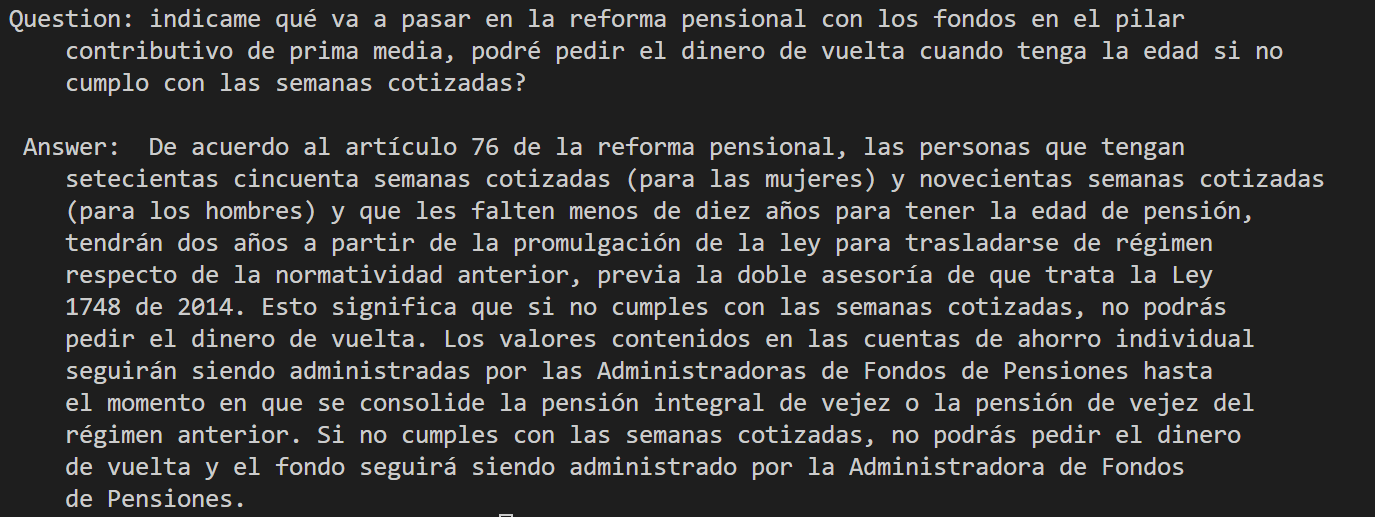 Question: indicame qué va a pasar en la reforma pensional con los fondos en el pilar
contributivo de prima media, podré pedir el dinero de vuelta cuando tenga la edad si no
cumplo con las semanas cotizadas?
Answer: De acuerdo al artículo 76 de la reforma pensional, las personas que tengan
setecientas cincuenta semanas cotizadas (para las mujeres) y novecientas semanas cotizadas
(para los hombres) y que les falten menos de diez años para tener la edad de pensión,
tendrán dos años a partir de la promulgación de la ley para trasladarse de régimen
respecto de la normatividad anterior, previa la doble asesoría de que trata la Ley
1748 de 2014. Esto significa que si no cumples con las semanas cotizadas, no podrás
pedir el dinero de vuelta. Los valores contenidos en las cuentas de ahorro individual
seguirán siendo administradas por las Administradoras de Fondos de Pensiones hasta
el momento en que se consolide la pensión integral de vejez o la pensión de vejez del
régimen anterior. Si no cumples con las semanas cotizadas, no podrás pedir el dinero
de vuelta y el fondo seguirá siendo administrado por la Administradora de Fondos
de Pensiones.